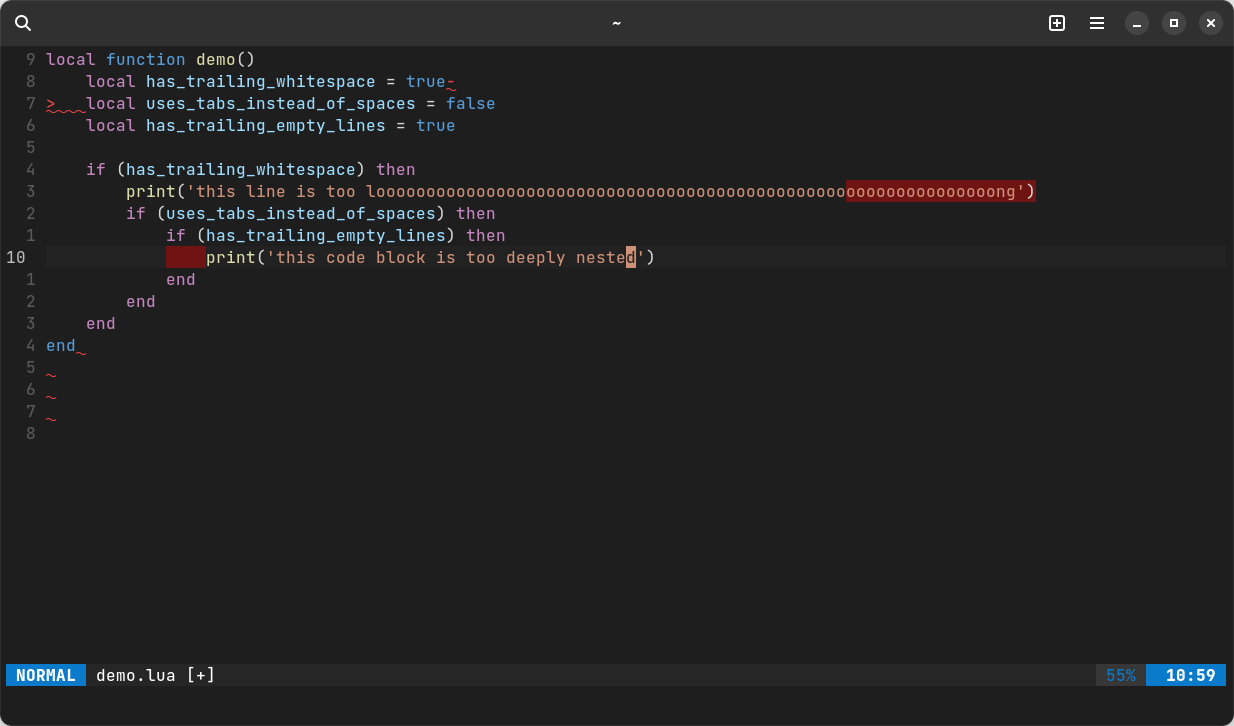 ~
9 local function demo()
8     local has_trailing_whitespace = true-
7 >   local uses_tabs_instead_of_spaces = false
6     local has_trailing_empty_lines = true
5
4     if (has_trailing_whitespace) then
3         print('this line is too loooooooooooooooooooooooooooooooooooooooooooooooooooooooooooooong')
2         if (uses_tabs_instead_of_spaces) then
1             if (has_trailing_empty_lines) then
10                print('this code block is too deeply nested')
1             end
2         end
3     end
4 end
5
6
7
8
NORMAL demo.lua [+] 55% 10:59